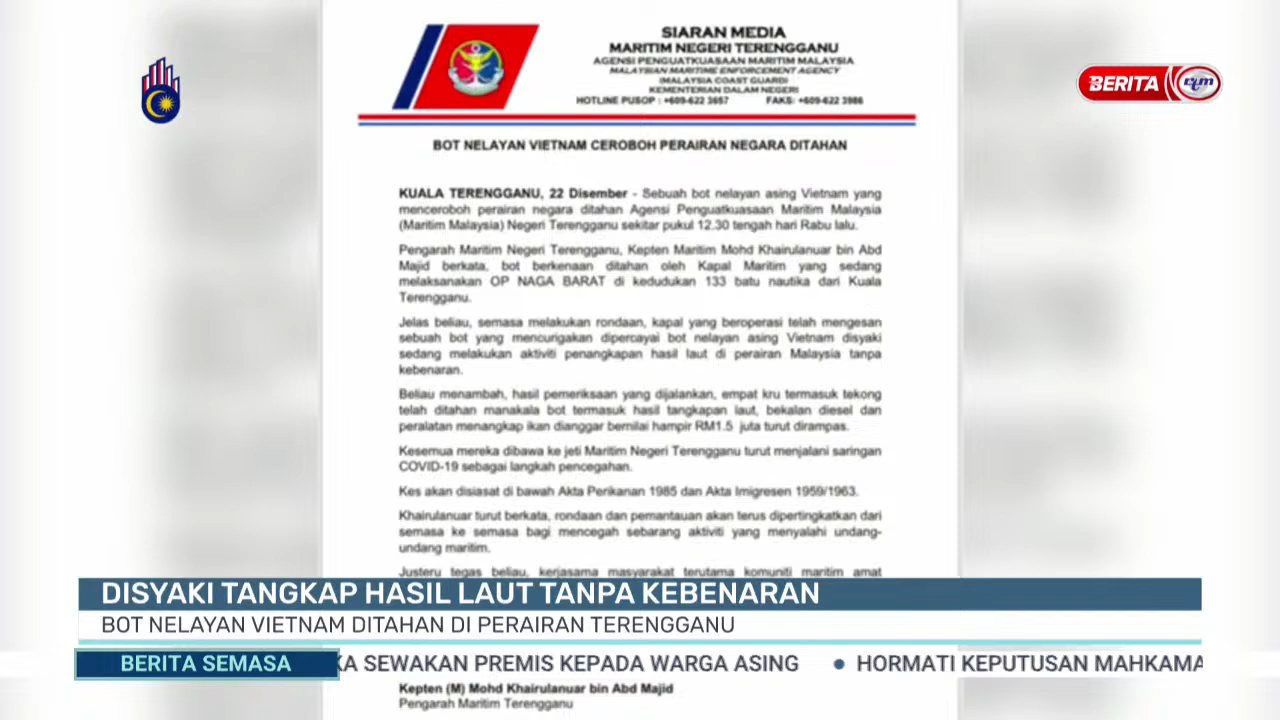 SIARAN MEDIA
MARITIM NEGERI TERENGGANU
AGENSI PENGUATKUASAAN MARITIM MALAYSIA
MALAYSIAN MARITIME ENFORCEMENT AGENCY
(MALAYSIA COAST GUARD)
KEMENTERIAN DALAM NEGERI
HOTLINE PUSOP : +609-622 3657 FAKS: +609-622 3986
BERITA rtm
BOT NELAYAN VIETNAM CEROBOH PERAIRAN NEGARA DITAHAN
KUALA TERENGGANU, 22 Disember - Sebuah bot nelayan asing Vietnam yang
menceroboh perairan negara ditahan Agensi Penguatkuasaan Maritim Malaysia
(Maritim Malaysia) Negeri Terengganu sekitar pukul 12.30 tengah hari Rabu lalu.
Pengarah Maritim Negeri Terengganu, Kepten Maritim Mohd Khairulanuar bin Abd
Majid berkata, bot berkenaan ditahan oleh Kapal Maritim yang sedang
melaksanakan OP NAGA BARAT di kedudukan 133 batu nautika dari Kuala
Terengganu.
Jelas beliau, semasa melakukan rondaan, kapal yang beroperasi telah mengesan
sebuah bot yang mencurigakan dipercayai bot nelayan asing Vietnam disyaki
sedang melakukan aktiviti penangkapan hasil laut di perairan Malaysia tanpa
kebenaran.
Beliau menambah, hasil pemeriksaan yang dijalankan, empat kru termasuk tekong
telah ditahan manakala bot termasuk hasil tangkapan laut, bekalan diesel dan
peralatan menangkap ikan dianggar bernilai hampir RM1.5 juta turut dirampas.
Kesemua mereka dibawa ke jeti Maritim Negeri Terengganu turut menjalani saringan
COVID-19 sebagai langkah pencegahan.
Kes akan disiasat di bawah Akta Perikanan 1985 dan Akta Imigresen 1959/1963.
Khairulanuar turut berkata, rondaan dan pemantauan akan terus dipertingkatkan dari
semasa ke semasa bagi mencegah sebarang aktiviti yang menyalahi undang-
undang maritim.
Justeru tegas beliau, kerjasama masyarakat terutama komuniti maritim amat
DISYAKI TANGKAP HASIL LAUT TANPA KEBENARAN
BOT NELAYAN VIETNAM DITAHAN DI PERAIRAN TERENGGANU
BERITA SEMASA KA SEWAKAN PREMIS KEPADA WARGA ASING • HORMATI KEPUTUSAN MAHKAMA
Kepten (M) Mohd Khairulanuar bin Abd Majid
Pengarah Maritim Terengganu